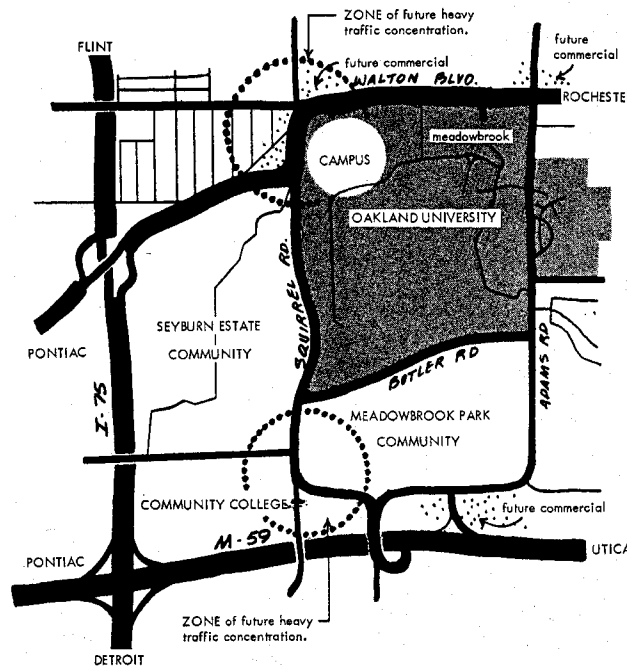 ZONE of future heavy
traffic concentration.
FLINT
future commercial
future
commercial
WALTON BLVD.
ROCHESTE
meadowbrook
CAMPUS
OAKLAND UNIVERSITY
SQUIRREL RD.
SEYBURN ESTATE
COMMUNITY
PONTIAC
BUTLER RD
ADAMS RD
I-75
MEADOWBROOK PARK
COMMUNITY
COMMUNITY COLLEGE
future commercial
M-59
PONTIAC
UTICA
ZONE of future heavy
traffic concentration.
DETROIT